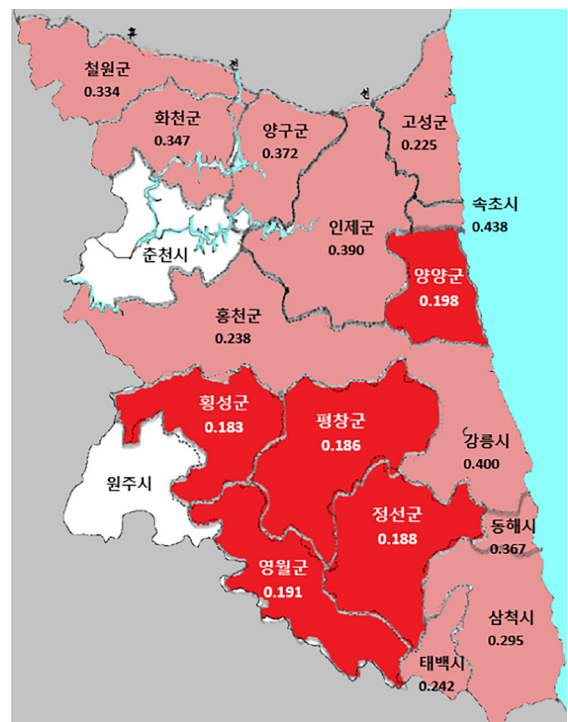 휴
전
선
철원군
0.334
화천군
0.347
양구군
0.372
고성군
0.225
인제군
0.390
속초시
0.438
춘천시
양양군
0.198
홍천군
0.238
횡성군
0.183
평창군
0.186
강릉시
0.400
원주시
정선군
0.188
동해시
0.367
영월군
0.191
삼척시
0.295
태백시
0.242